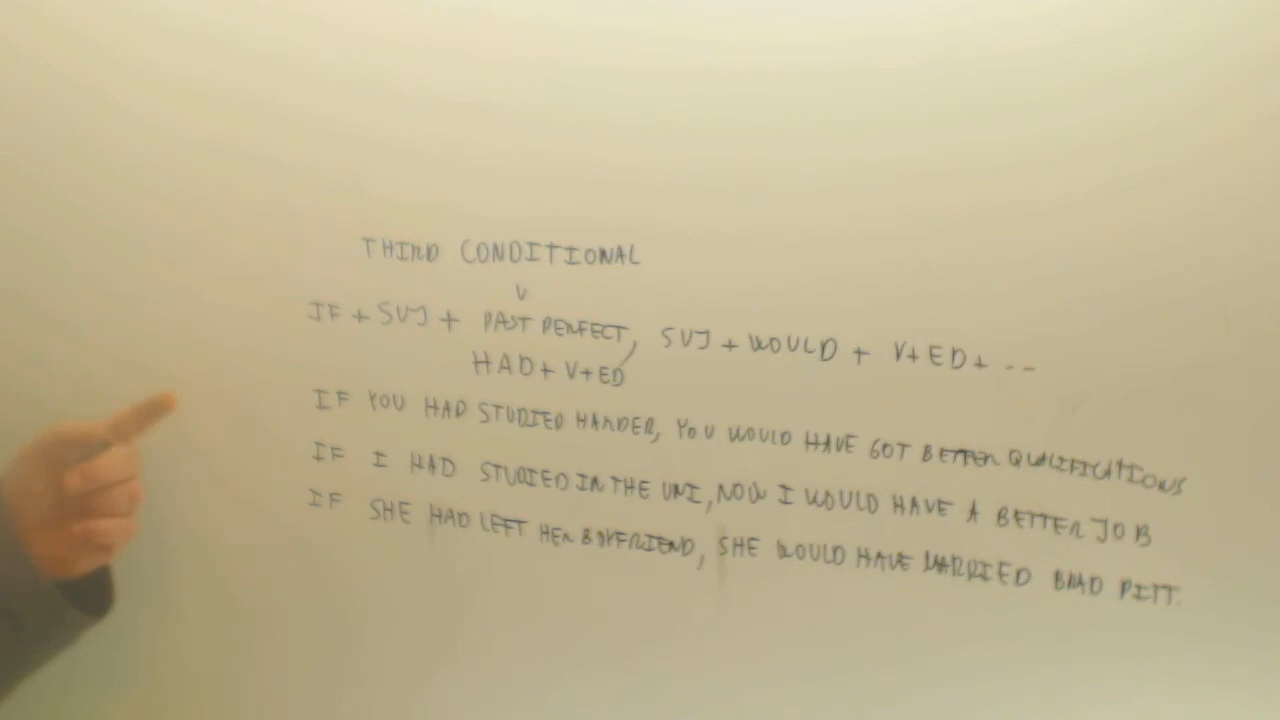 THIRD CONDITIONAL
V
IF + SUJ + PAST PERFECT, SUJ + WOULD + V+ED+ ...
HAD+ V+ED
IF YOU HAD STUDIED HARDER, YOU WOULD HAVE GOT BETTER QUALIFICATIONS
IF I HAD STUDIED IN THE UNI, NOW I WOULD HAVE A BETTER JOB
IF SHE HAD LEFT HER BOYFRIEND, SHE WOULD HAVE MARRIED BRAD PITT.